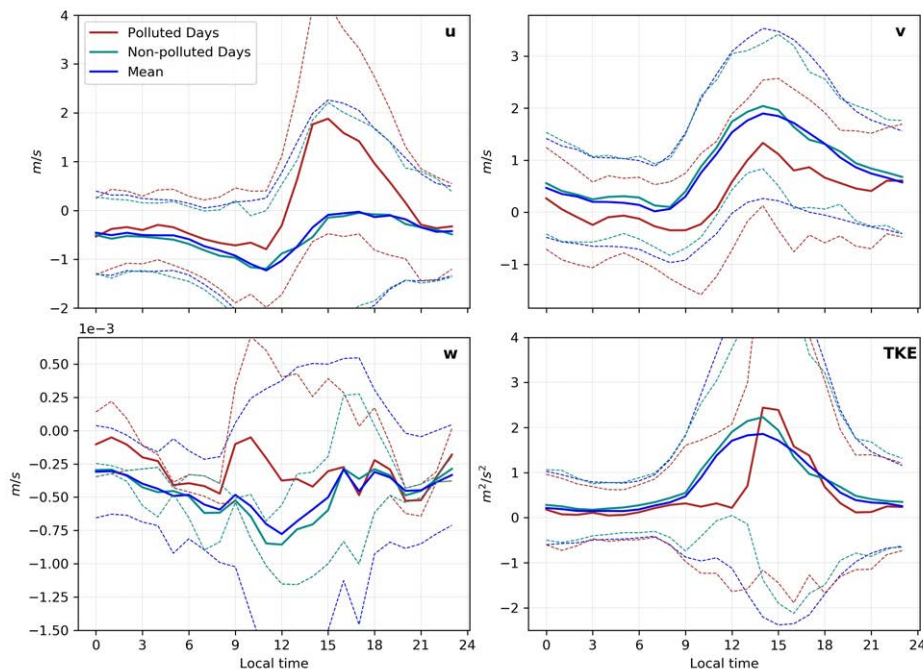 4
3
2
1
0
−1
−2
m/s
Polluted Days
Non-polluted Days
Mean
u
3
2
1
0
−1
m/s
v
1e−3
0.50
0.25
0.00
−0.25
−0.50
−0.75
−1.00
−1.25
−1.50
m/s
w
0 3 6 9 12 15 18 21 24
Local time
4
3
2
1
0
−1
−2
m²/s²
TKE
0 3 6 9 12 15 18 21 24
Local time